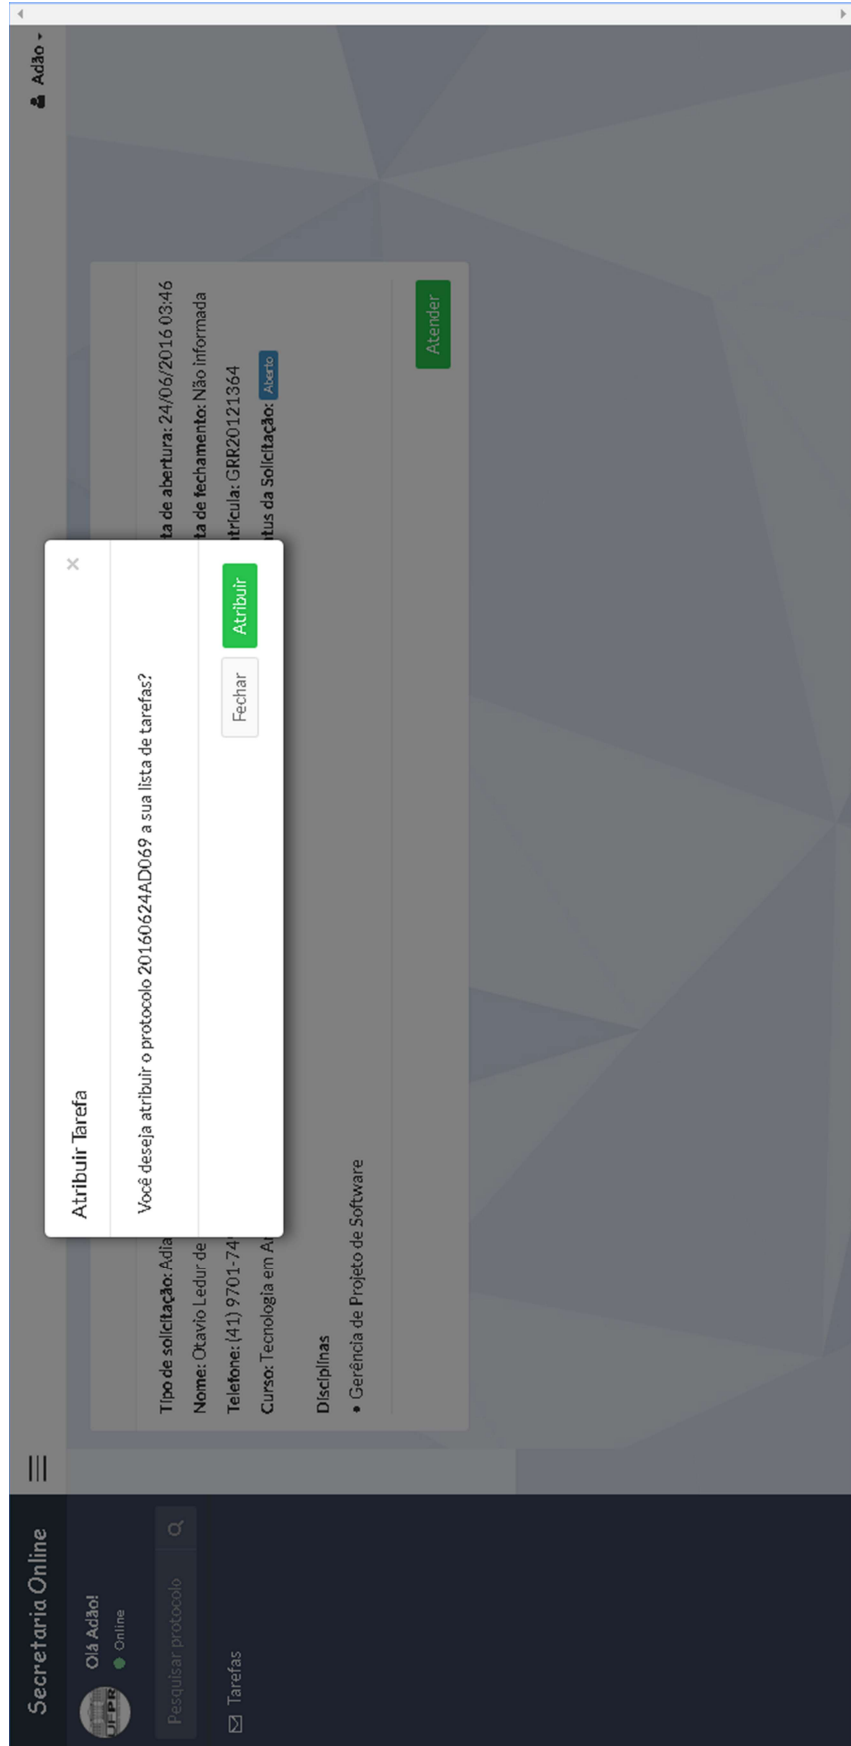 Secretaria Online
Adão
Olá Adão!
Online
UFPR
Pesquisar protocolo
Tarefas
Atribuir Tarefa
×
Você deseja atribuir o protocolo 20160624AD069 a sua lista de tarefas?
Fechar
Atribuir
Tipo de solicitação: Adia
ta de abertura: 24/06/2016 03:46
Nome: Otavio Ledur de
ta de fechamento: Não informada
Telefone: (41) 9701-74
trícula: GRR20121364
Curso: Tecnologia em A
tus da Solicitação: Aberto
Disciplinas
• Gerência de Projeto de Software
Atender